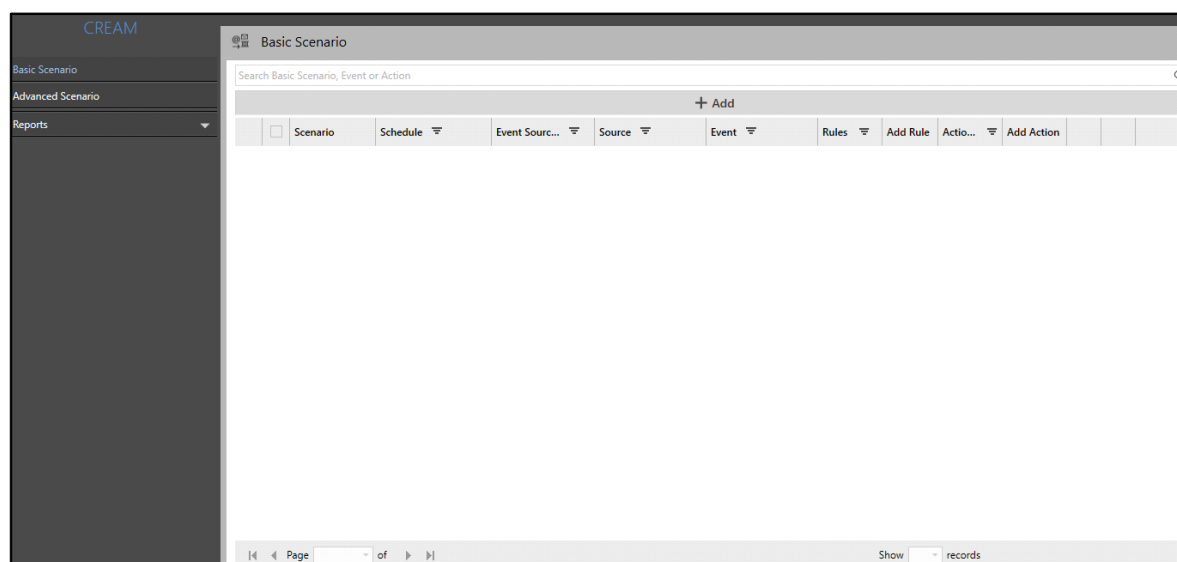 CREAM
Basic Scenario
Basic Scenario
Search Basic Scenario, Event or Action
Advanced Scenario
+ Add
Reports
Scenario Schedule Event Sourc... Source Event Rules Add Rule Actio... Add Action
Page of Show records